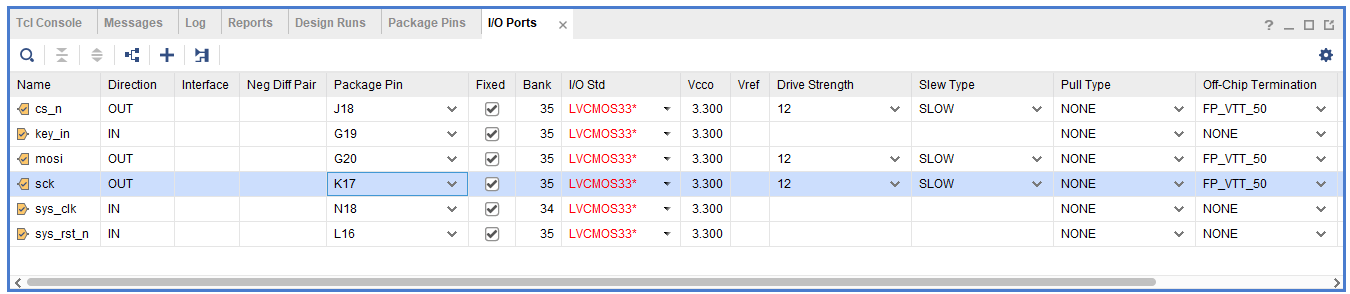 Tcl Console Messages Log Reports Design Runs Package Pins I/O Ports ×
Name Direction Interface Neg Diff Pair Package Pin Fixed Bank I/O Std Vcco Vref Drive Strength Slew Type Pull Type Off-Chip Termination
cs_n OUT J18 35 LVCMOS33* 3.300 12 SLOW NONE FP_VTT_50
key_in IN G19 35 LVCMOS33* 3.300 NONE NONE
mosi OUT G20 35 LVCMOS33* 3.300 12 SLOW NONE FP_VTT_50
sck OUT K17 35 LVCMOS33* 3.300 12 SLOW NONE FP_VTT_50
sys_clk IN N18 34 LVCMOS33* 3.300 NONE NONE
sys_rst_n IN L16 35 LVCMOS33* 3.300 NONE NONE